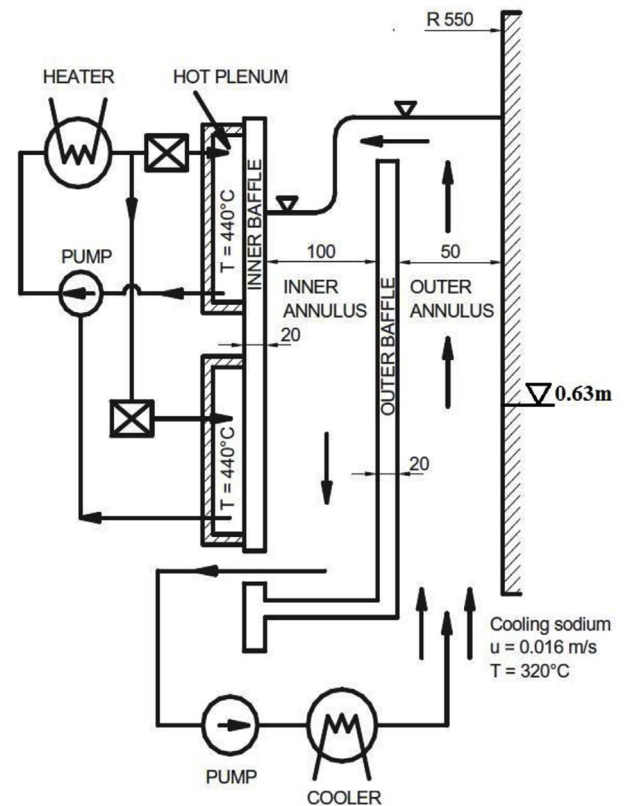 R 550
HEATER
HOT PLENUM
T = 440°C
INNER BAFFLE
PUMP
100
50
INNER
ANNULUS
OUTER BAFFLE
OUTER
ANNULUS
20
0.63m
T = 440°C
20
Cooling sodium
u = 0.016 m/s
T = 320°C
PUMP
COOLER